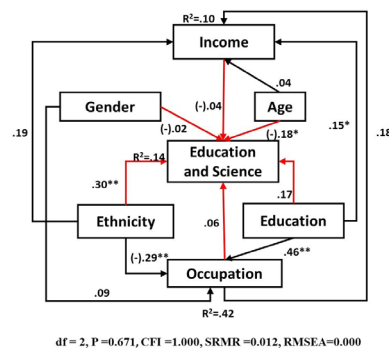 R²=.10
Income
.04
Gender
(-).04
Age
.19
(-).02
(-).18*
.15*
.18
R²=.14
Education
and Science
.30**
.17
Ethnicity
.06
Education
(-).29**
.46**
Occupation
.09
R²=.42
df = 2, P =0.671, CFI =1.000, SRMR =0.012, RMSEA=0.000